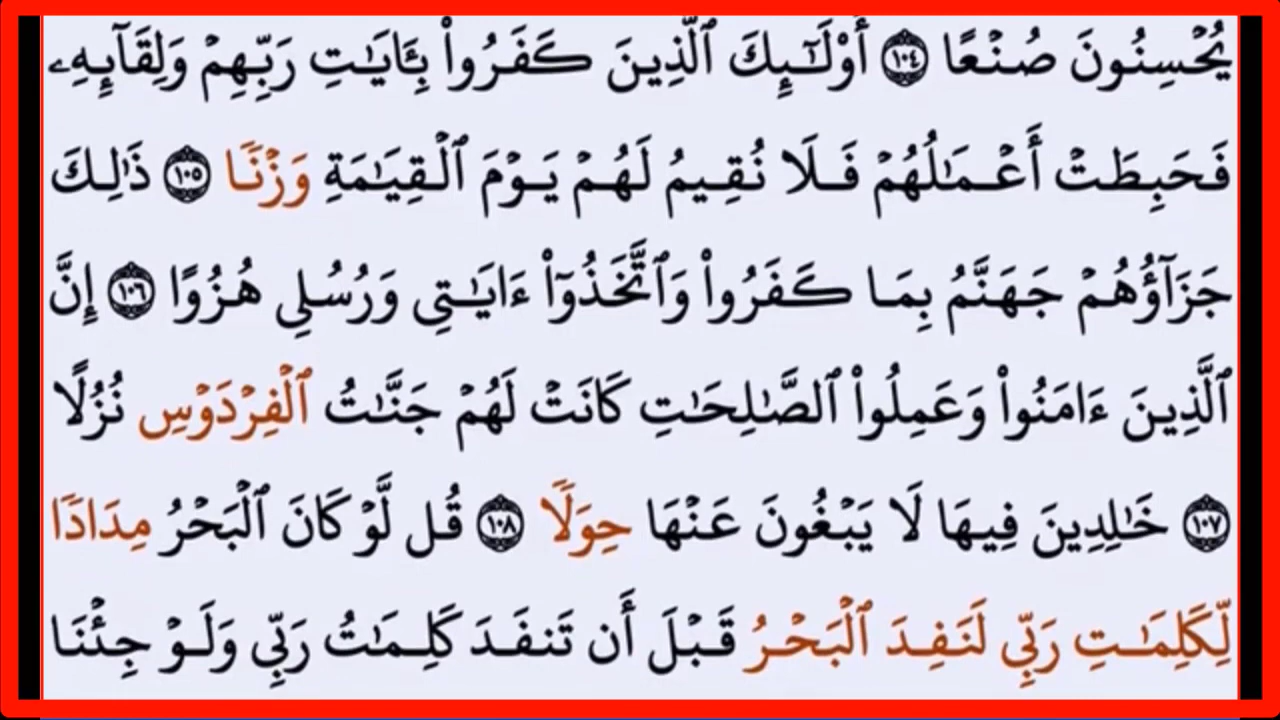 يُحۡسِنُونَ صُنۡعًا ١٠٤ أُوْلَٰٓئِكَ ٱلَّذِينَ كَفَرُواْ بِـَٔايَٰتِ رَبِّهِمۡ وَلِقَآئِهِۦ
فَحَبِطَتۡ أَعۡمَٰلُهُمۡ فَلَا نُقِيمُ لَهُمۡ يَوۡمَ ٱلۡقِيَٰمَةِ وَزۡنٗا ١٠٥ ذَٰلِكَ
جَزَآؤُهُمۡ جَهَنَّمُ بِمَا كَفَرُواْ وَٱتَّخَذُوٓاْ ءَايَٰتِي وَرُسُلِي هُزُوًا ١٠٦ إِنَّ
ٱلَّذِينَ ءَامَنُواْ وَعَمِلُواْ ٱلصَّٰلِحَٰتِ كَانَتۡ لَهُمۡ جَنَّٰتُ ٱلۡفِرۡدَوۡسِ نُزُلًا
١٠٧ خَٰلِدِينَ فِيهَا لَا يَبۡغُونَ عَنۡهَا حِوَلٗا ١٠٨ قُل لَّوۡ كَانَ ٱلۡبَحۡرُ مِدَادٗا
لِّكَلِمَٰتِ رَبِّي لَنَفِدَ ٱلۡبَحۡرُ قَبۡلَ أَن تَنفَدَ كَلِمَٰتُ رَبِّي وَلَوۡ جِئۡنَا